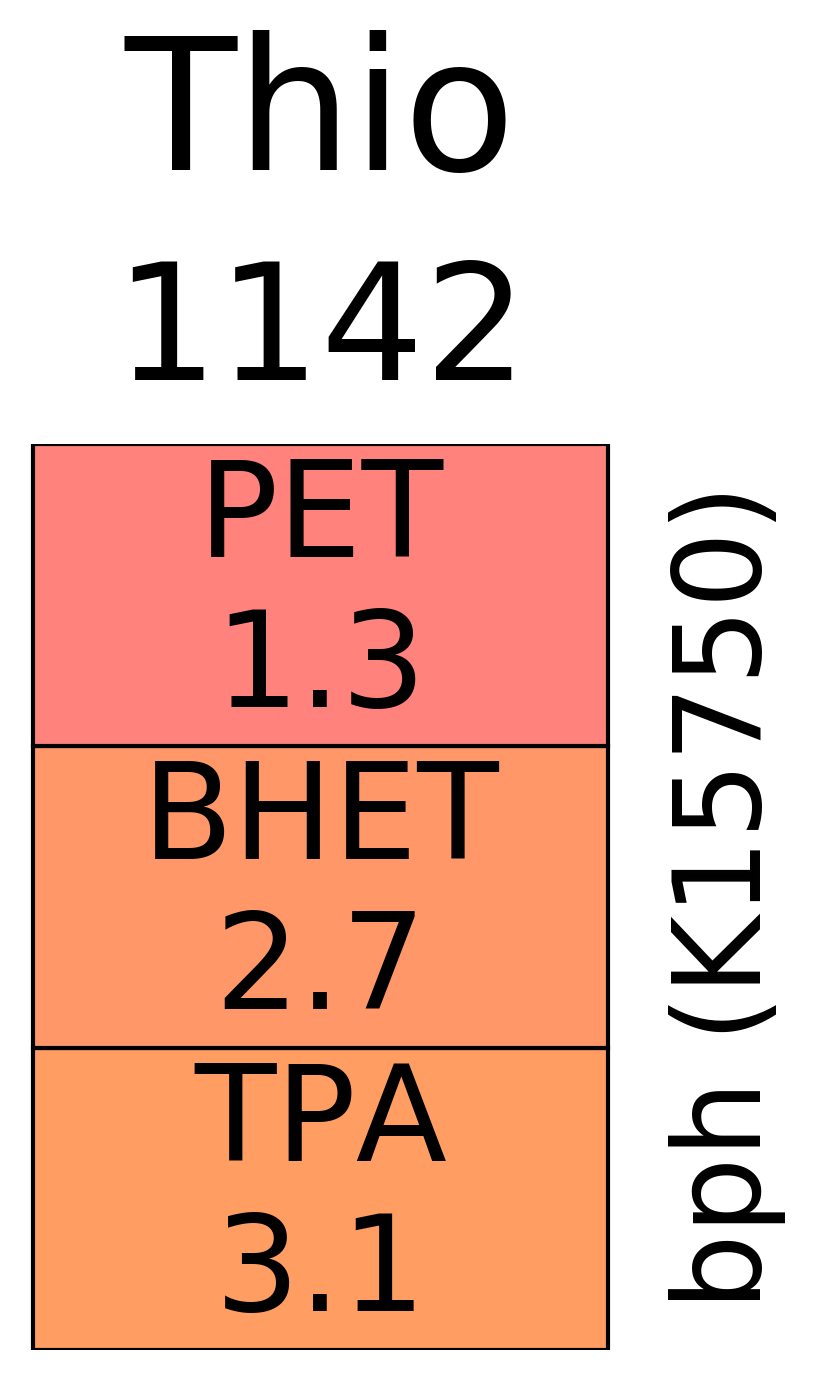 Thio
1142
PET
1.3
BHET
2.7
TPA
3.1
bph (K15750)